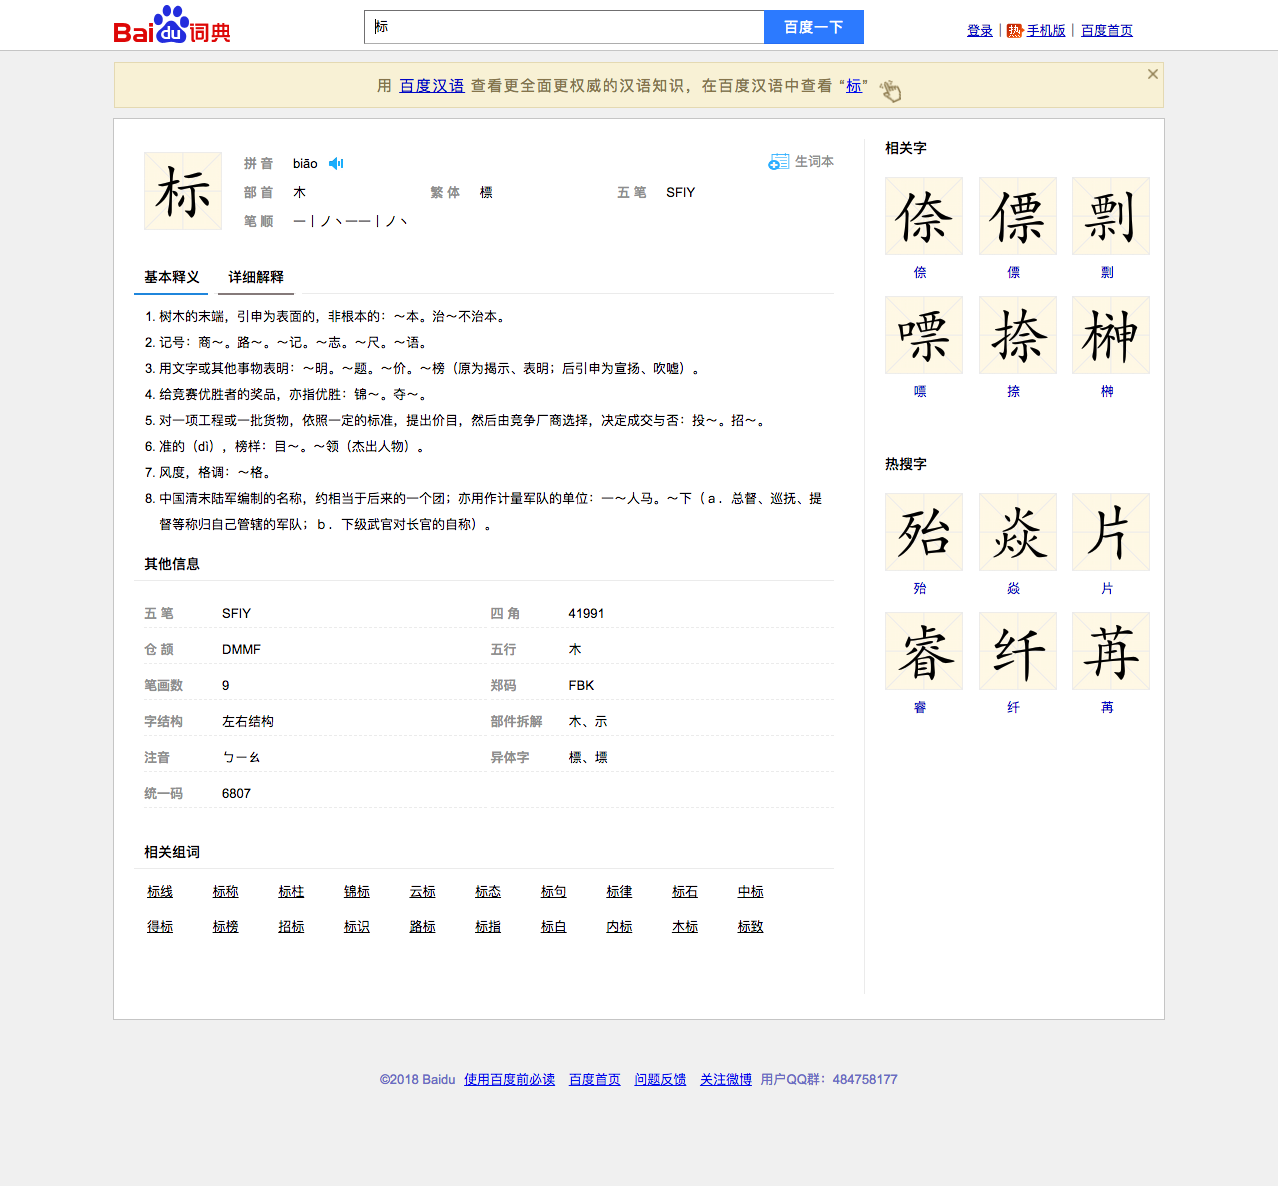 Baidu词典 标 百度一下 登录 | 热 手机版 | 百度首页
用 百度汉语 查看更全面更权威的汉语知识，在百度汉语中查看 “标”
标
拼 音 biāo 生词本
部 首 木 繁 体 標 五 笔 SFIY
笔 顺 一丨ノ丶一一丨ノ丶
基本释义 详细解释
1. 树木的末端，引申为表面的，非根本的：～本。治～不治本。
2. 记号：商～。路～。～记。～志。～尺。～语。
3. 用文字或其他事物表明：～明。～题。～价。～榜（原为揭示、表明；后引申为宣扬、吹嘘）。
4. 给竞赛优胜者的奖品，亦指优胜：锦～。夺～。
5. 对一项工程或一批货物，依照一定的标准，提出价目，然后由竞争厂商选择，决定成交与否：投～。招～。
6. 准的（dì），榜样：目～。～领（杰出人物）。
7. 风度，格调：～格。
8. 中国清末陆军编制的名称，约相当于后来的一个团；亦用作计量军队的单位：一～人马。～下（ａ．总督、巡抚、提
督等称归自己管辖的军队；ｂ．下级武官对长官的自称）。
其他信息
五 笔 SFIY 四 角 41991
仓 颉 DMMF 五行 木
笔画数 9 郑码 FBK
字结构 左右结构 部件拆解 木、示
注音 ㄅㄧㄠ 异体字 標、墂
统一码 6807
相关组词
标线 标称 标柱 锦标 云标 标态 标句 标律 标石 中标
得标 标榜 招标 标识 路标 标指 标白 内标 木标 标致
相关字
倷 僄 剽
倷 僄 剽
嘌 捺 榊
嘌 捺 榊
热搜字
殆 焱 片
殆 焱 片
睿 纤 苒
睿 纤 苒
©2018 Baidu 使用百度前必读 百度首页 问题反馈 关注微博 用户QQ群：484758177